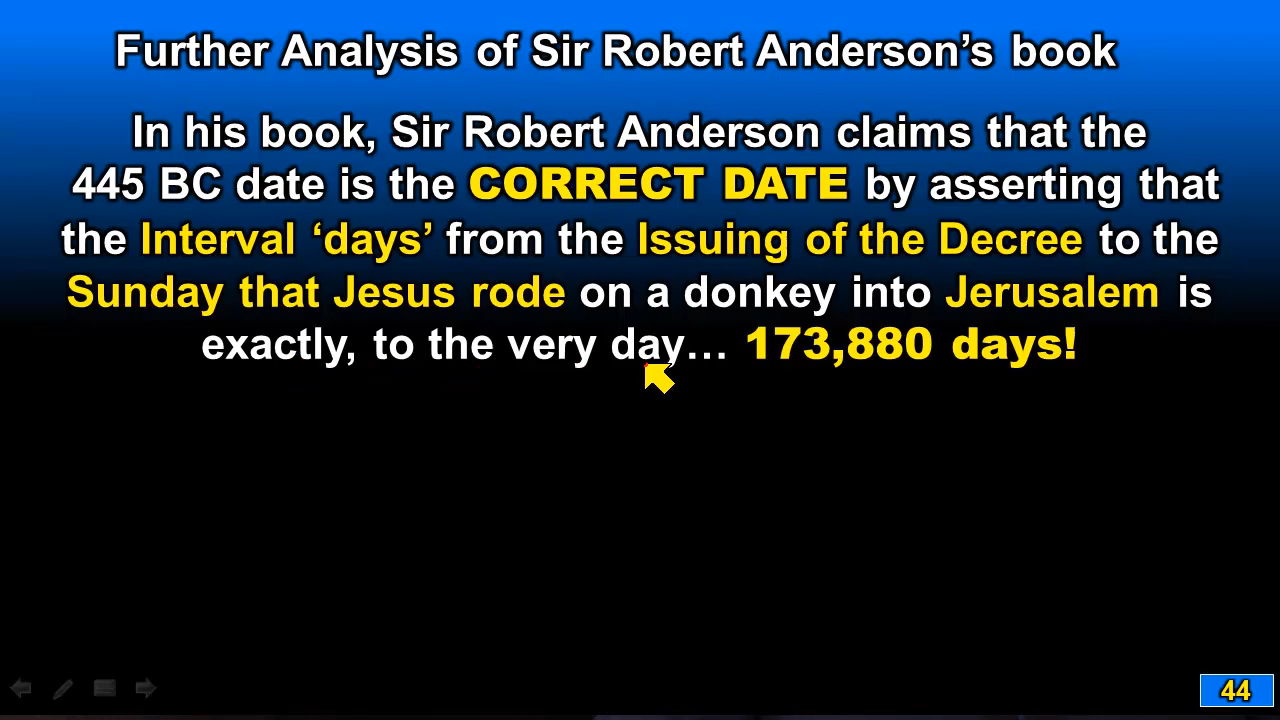 Further Analysis of Sir Robert Anderson’s book
In his book, Sir Robert Anderson claims that the
445 BC date is the CORRECT DATE by asserting that
the Interval ‘days’ from the Issuing of the Decree to the
Sunday that Jesus rode on a donkey into Jerusalem is
exactly, to the very day… 173,880 days!
44